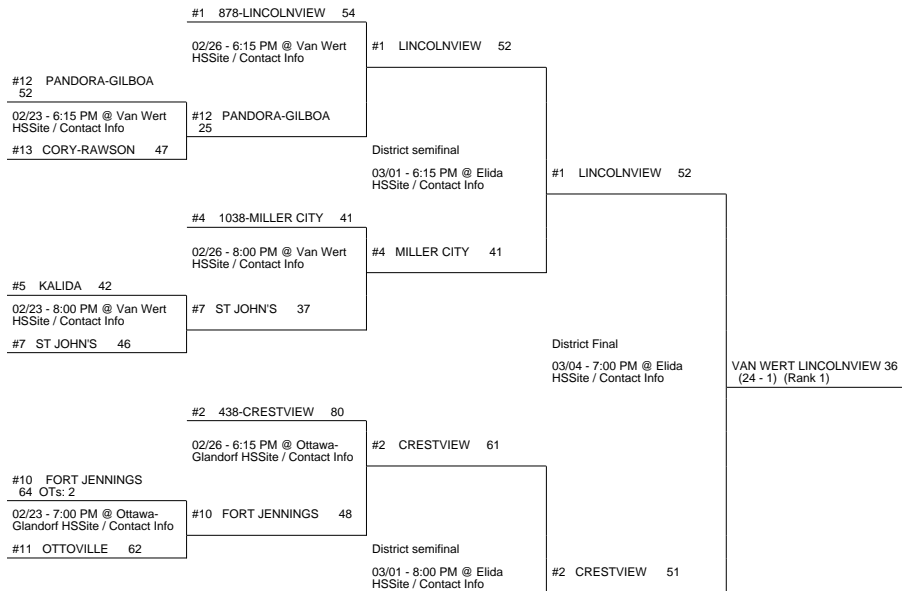 #1 878-LINCOLNVIEW 54
02/26 - 6:15 PM @ Van Wert
HSSite / Contact Info
#1 LINCOLNVIEW 52
#12 PANDORA-GILBOA
52
02/23 - 6:15 PM @ Van Wert
HSSite / Contact Info
#12 PANDORA-GILBOA
25
#13 CORY-RAWSON 47
District semifinal
03/01 - 6:15 PM @ Elida
HSSite / Contact Info
#1 LINCOLNVIEW 52
#4 1038-MILLER CITY 41
02/26 - 8:00 PM @ Van Wert
HSSite / Contact Info
#4 MILLER CITY 41
#5 KALIDA 42
02/23 - 8:00 PM @ Van Wert
HSSite / Contact Info
#7 ST JOHN'S 37
#7 ST JOHN'S 46
District Final
03/04 - 7:00 PM @ Elida
HSSite / Contact Info
VAN WERT LINCOLNVIEW 36
(24 - 1) (Rank 1)
#2 438-CRESTVIEW 80
02/26 - 6:15 PM @ Ottawa-
Glandorf HSSite / Contact Info
#2 CRESTVIEW 61
#10 FORT JENNINGS
64 OTs: 2
02/23 - 7:00 PM @ Ottawa-
Glandorf HSSite / Contact Info
#10 FORT JENNINGS 48
#11 OTTOVILLE 62
District semifinal
03/01 - 8:00 PM @ Elida
HSSite / Contact Info
#2 CRESTVIEW 51